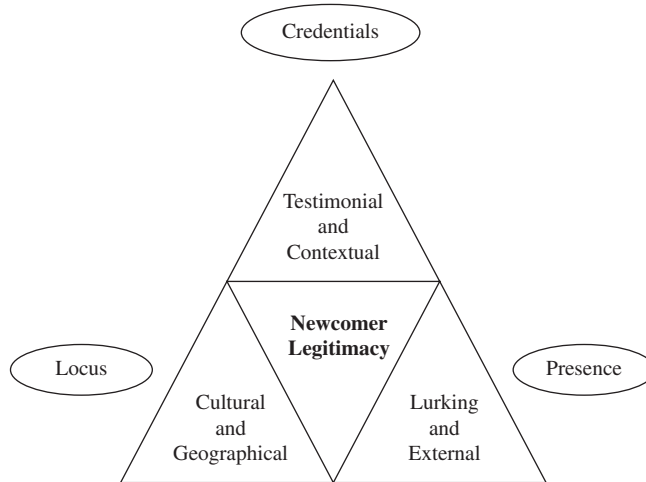 Credentials
Testimonial
and
Contextual
Newcomer
Legitimacy
Locus
Presence
Cultural
and
Geographical
Lurking
and
External